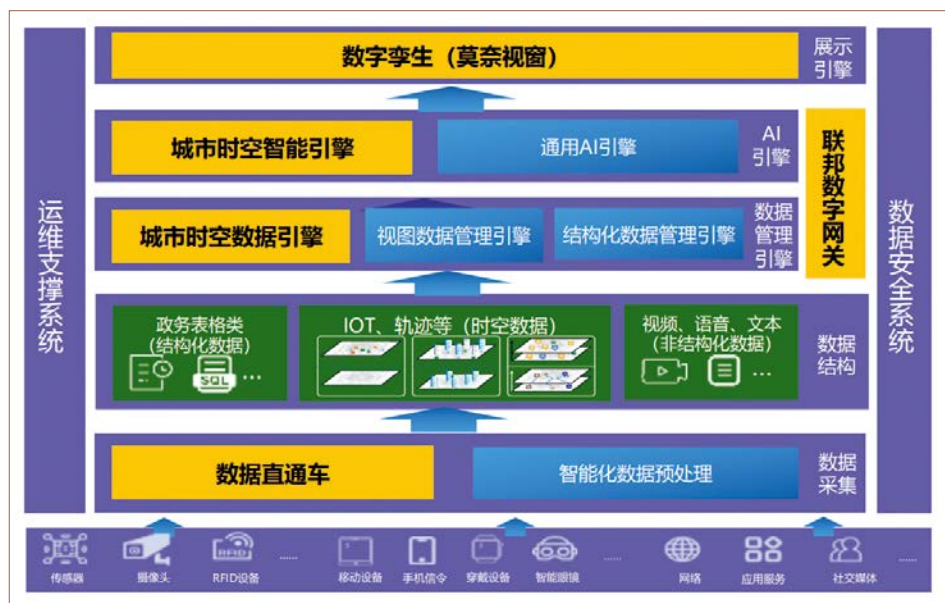 数字孪生（莫奈视窗）
展示
引擎
城市时空智能引擎
通用AI引擎
AI
引擎
城市时空数据引擎
视图数据管理引擎
结构化数据管理引擎
数据
管理
引擎
联邦数字网关
运维支撑系统
数据安全系统
政务表格类
（结构化数据）
SQL
...
IOT、轨迹等（时空数据）
视频、语音、文本
（非结构化数据）
...
数据
结构
数据直通车
智能化数据预处理
数据
采集
传感器
摄像头
RFID
RFID设备
......
移动设备
手机信令
穿戴设备
智能眼镜
......
网络
应用服务
社交媒体
......